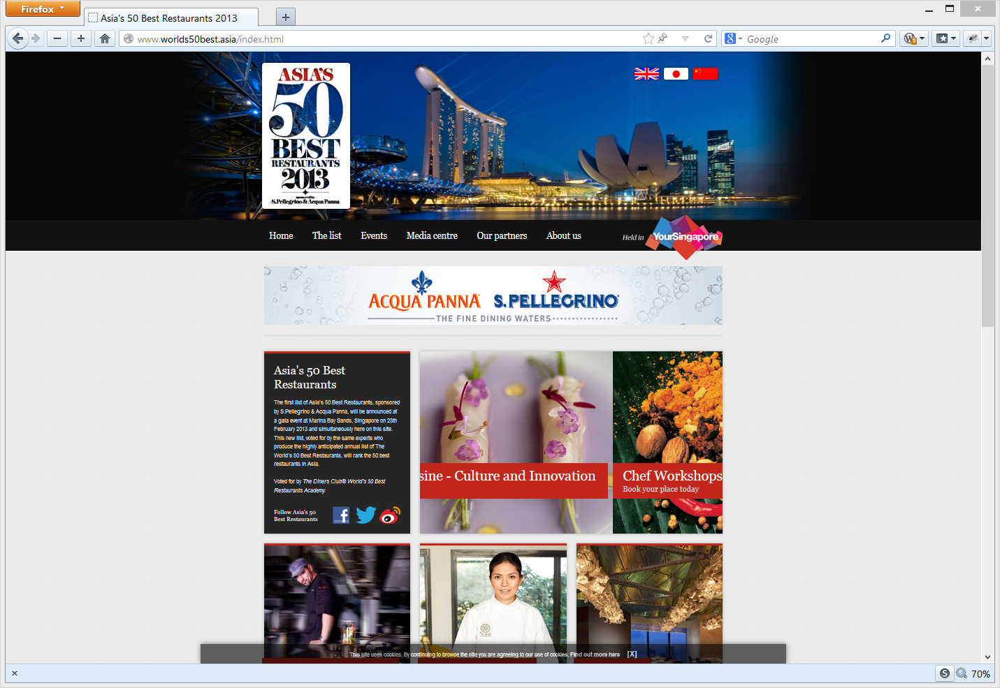 Firefox
Asia's 50 Best Restaurants 2013
www.worlds50best.asia/index.html
Google
ASIA'S
50
BEST
RESTAURANTS
2013
sponsored by
S.Pellegrino & Acqua Panna
Home
The list
Events
Media centre
Our partners
About us
Held in
YourSingapore
ACQUA PANNA
S.PELLEGRINO
THE FINE DINING WATERS
Asia's 50 Best
Restaurants
The first list of Asia's 50 Best Restaurants, sponsored
by S.Pellegrino & Acqua Panna, will be announced at
a gala event at Marina Bay Sands, Singapore on 25th
February 2013 and simultaneously here on this site.
This new list, voted for by the same experts who
produce the highly anticipated annual list of The
World's 50 Best Restaurants, will rank the 50 best
restaurants in Asia.
Voted for by The Diners Club® World's 50 Best
Restaurants Academy.
Follow Asia's 50
Best Restaurants
sine - Culture and Innovation
Chef Workshops
Book your place today
This site uses cookies. By continuing to browse the site you are agreeing to our use of cookies. Find out more here [X]
70%